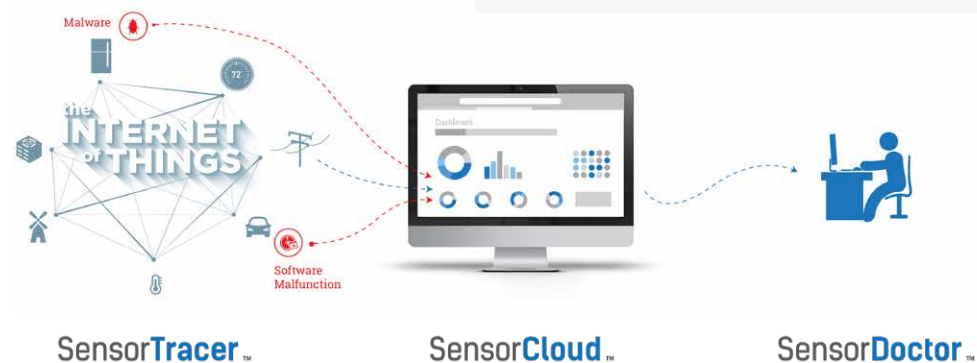 Malware
72°
the
INTERNET
of THINGS
Dashboard
Software
Malfunction
SensorTracer™
SensorCloud™
SensorDoctor™